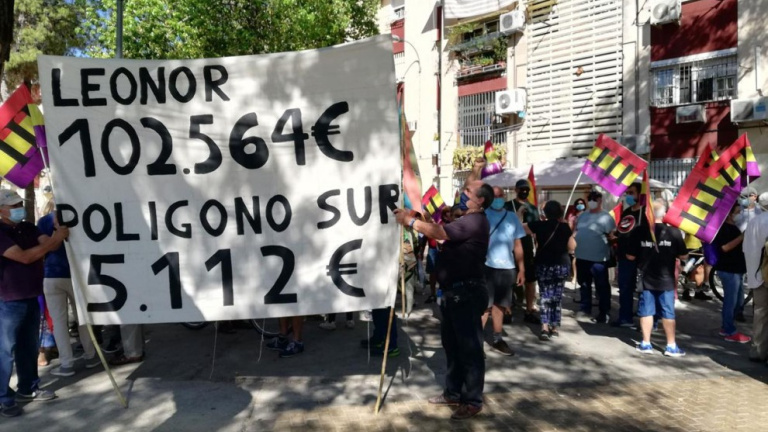 LEONOR
102.564€
POLIGONO SUR
5.112 €